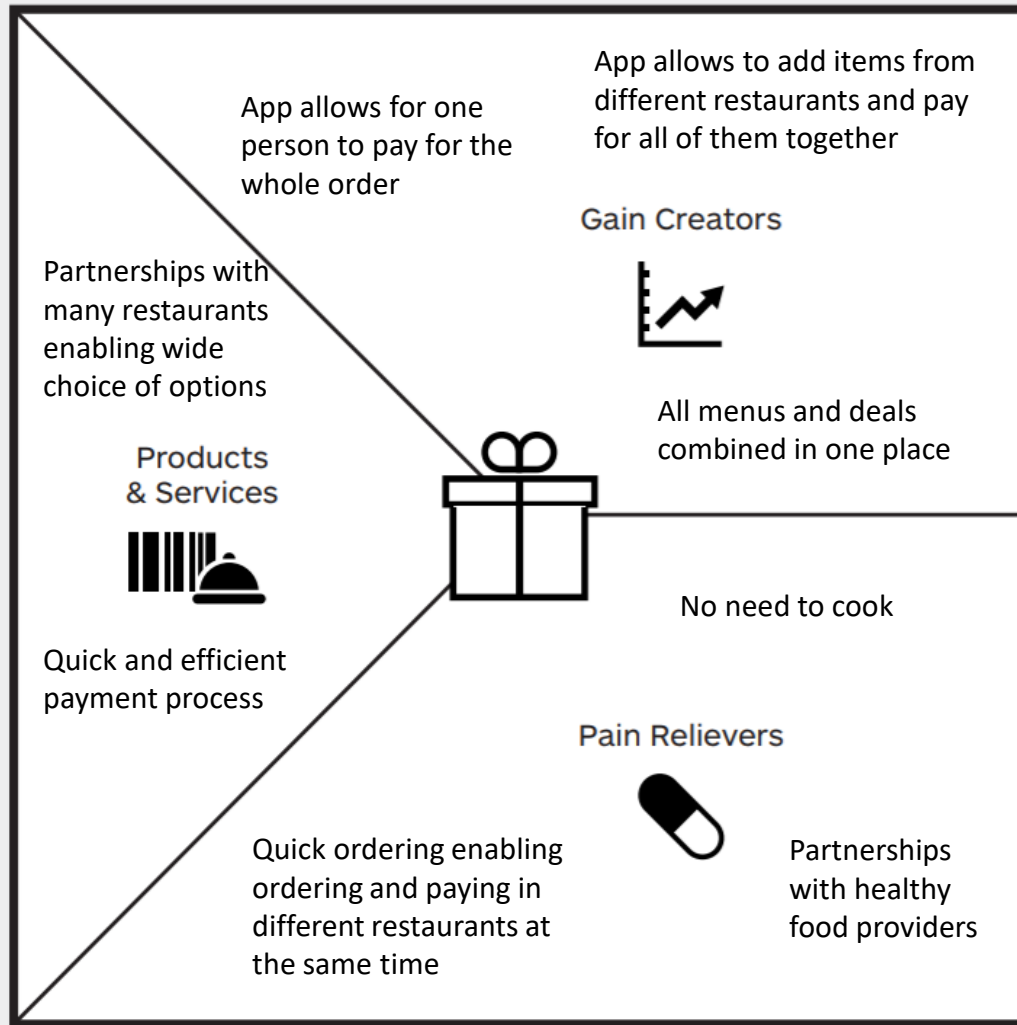 App allows for one
person to pay for the
whole order
App allows to add items from
different restaurants and pay
for all of them together
Gain Creators
All menus and deals
combined in one place
Partnerships with
many restaurants
enabling wide
choice of options
Products
& Services
Quick and efficient
payment process
No need to cook
Pain Relievers
Quick ordering enabling
ordering and paying in
different restaurants at
the same time
Partnerships
with healthy
food providers